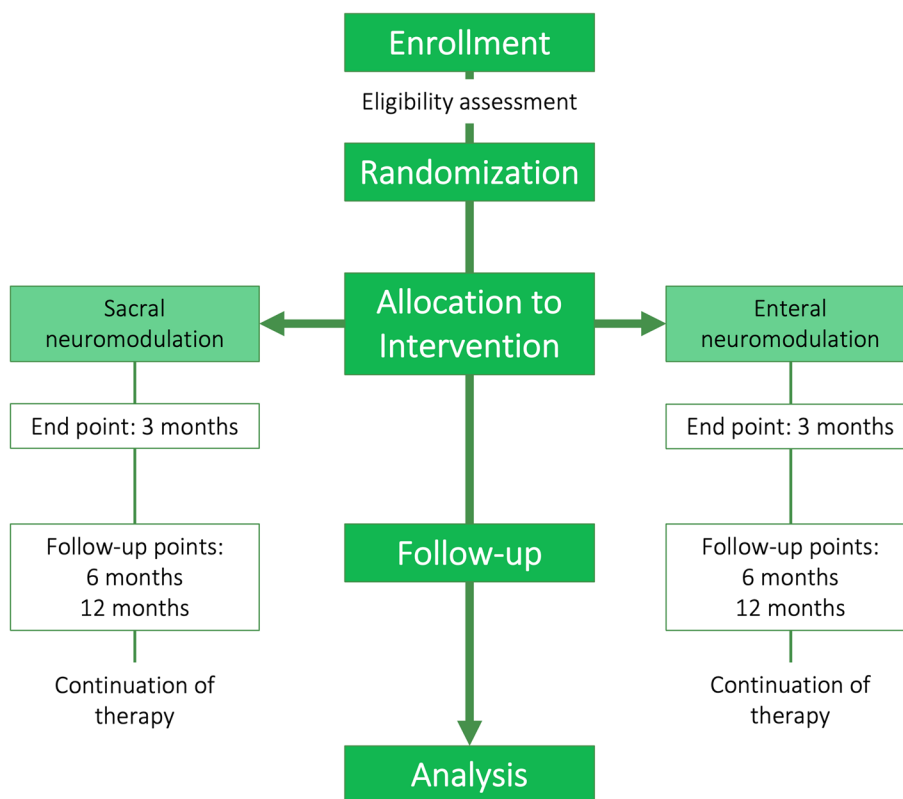 Enrollment
Eligibility assessment
Randomization
Allocation to
Intervention
Sacral
neuromodulation
Enteral
neuromodulation
End point: 3 months
End point: 3 months
Follow-up points:
6 months
12 months
Follow-up
Follow-up points:
6 months
12 months
Continuation of
therapy
Continuation of
therapy
Analysis